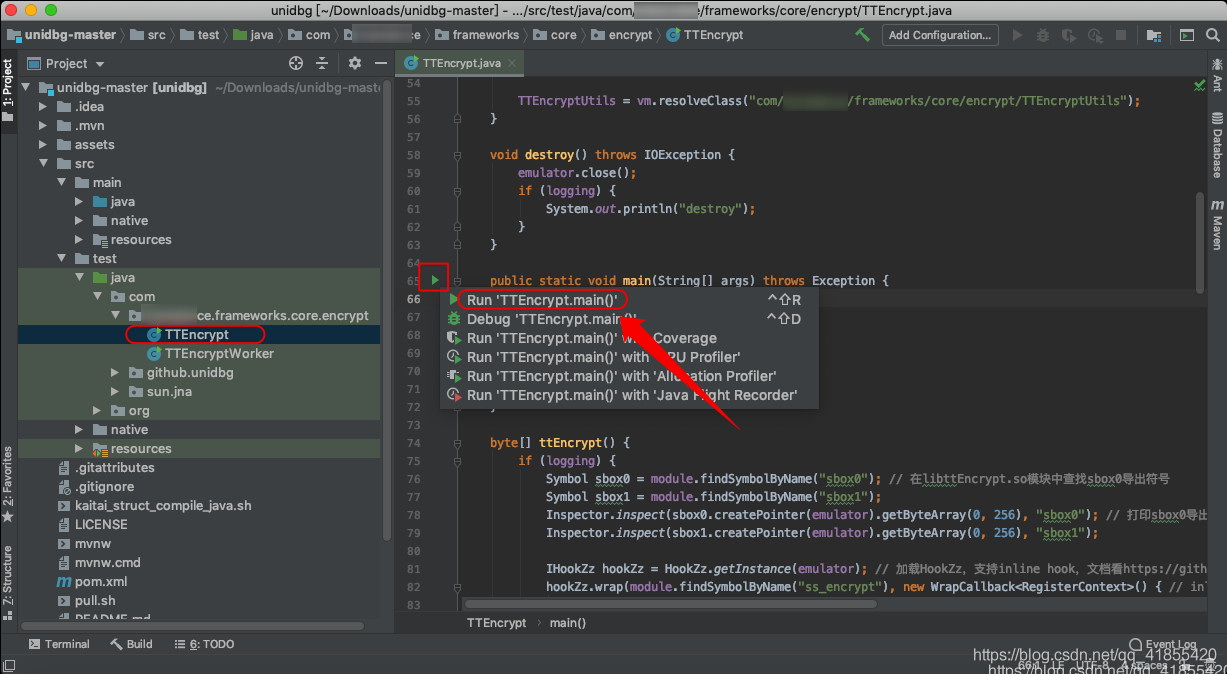 unidbg [~/Downloads/unidbg-master] - .../src/test/java/com/ /frameworks/core/encrypt/TTEncrypt.java
unidbg-master src test java com ce frameworks core encrypt TTEncrypt Add Configuration...
1: Project
Project
TTEncrypt.java
unidbg-master [unidbg] ~/Downloads/unidbg-mast
.idea
.mvn
assets
src
main
java
native
resources
test
java
com
ce.frameworks.core.encrypt
TTEncrypt
TTEncryptWorker
github.unidbg
sun.jna
org
native
resources
.gitattributes
.gitignore
kaitai_struct_compile_java.sh
LICENSE
mvnw
mvnw.cmd
pom.xml
pull.sh
README.md
2: Favorites
Z: Structure
54
55 TTEncryptUtils = vm.resolveClass("com/ /frameworks/core/encrypt/TTEncryptUtils");
56 }
57
58 void destroy() throws IOException {
59 emulator.close();
60 if (logging) {
61 System.out.println("destroy");
62 }
63 }
64
65 public static void main(String[] args) throws Exception {
66
Run 'TTEncrypt.main()' ^⇧R
67
Debug 'TTEncrypt.main()' ^⇧D
68
Run 'TTEncrypt.main()' with Coverage
69
Run 'TTEncrypt.main()' with 'CPU Profiler'
70
Run 'TTEncrypt.main()' with 'Allocation Profiler'
71
Run 'TTEncrypt.main()' with 'Java Flight Recorder'
72 }
73
74 byte[] ttEncrypt() {
75 if (logging) {
76 Symbol sbox0 = module.findSymbolByName("sbox0"); // 在libttEncrypt.so模块中查找sbox0导出符号
77 Symbol sbox1 = module.findSymbolByName("sbox1");
78 Inspector.inspect(sbox0.createPointer(emulator).getByteArray(0, 256), "sbox0"); // 打印sbox0导出
79 Inspector.inspect(sbox1.createPointer(emulator).getByteArray(0, 256), "sbox1");
80
81 IHookZz hookZz = HookZz.getInstance(emulator); // 加载HookZz，支持inline hook，文档看https://gith
82 hookZz.wrap(module.findSymbolByName("ss_encrypt"), new WrapCallback<RegisterContext>() { // in
83
TTEncrypt main()
Ant
Database
Maven
Terminal Build 6: TODO Event Log
https://blog.csdn.net/qq_41855420
66:1 LF UTF-8 4 spaces
https://blog.csdn.net/qq_41855420